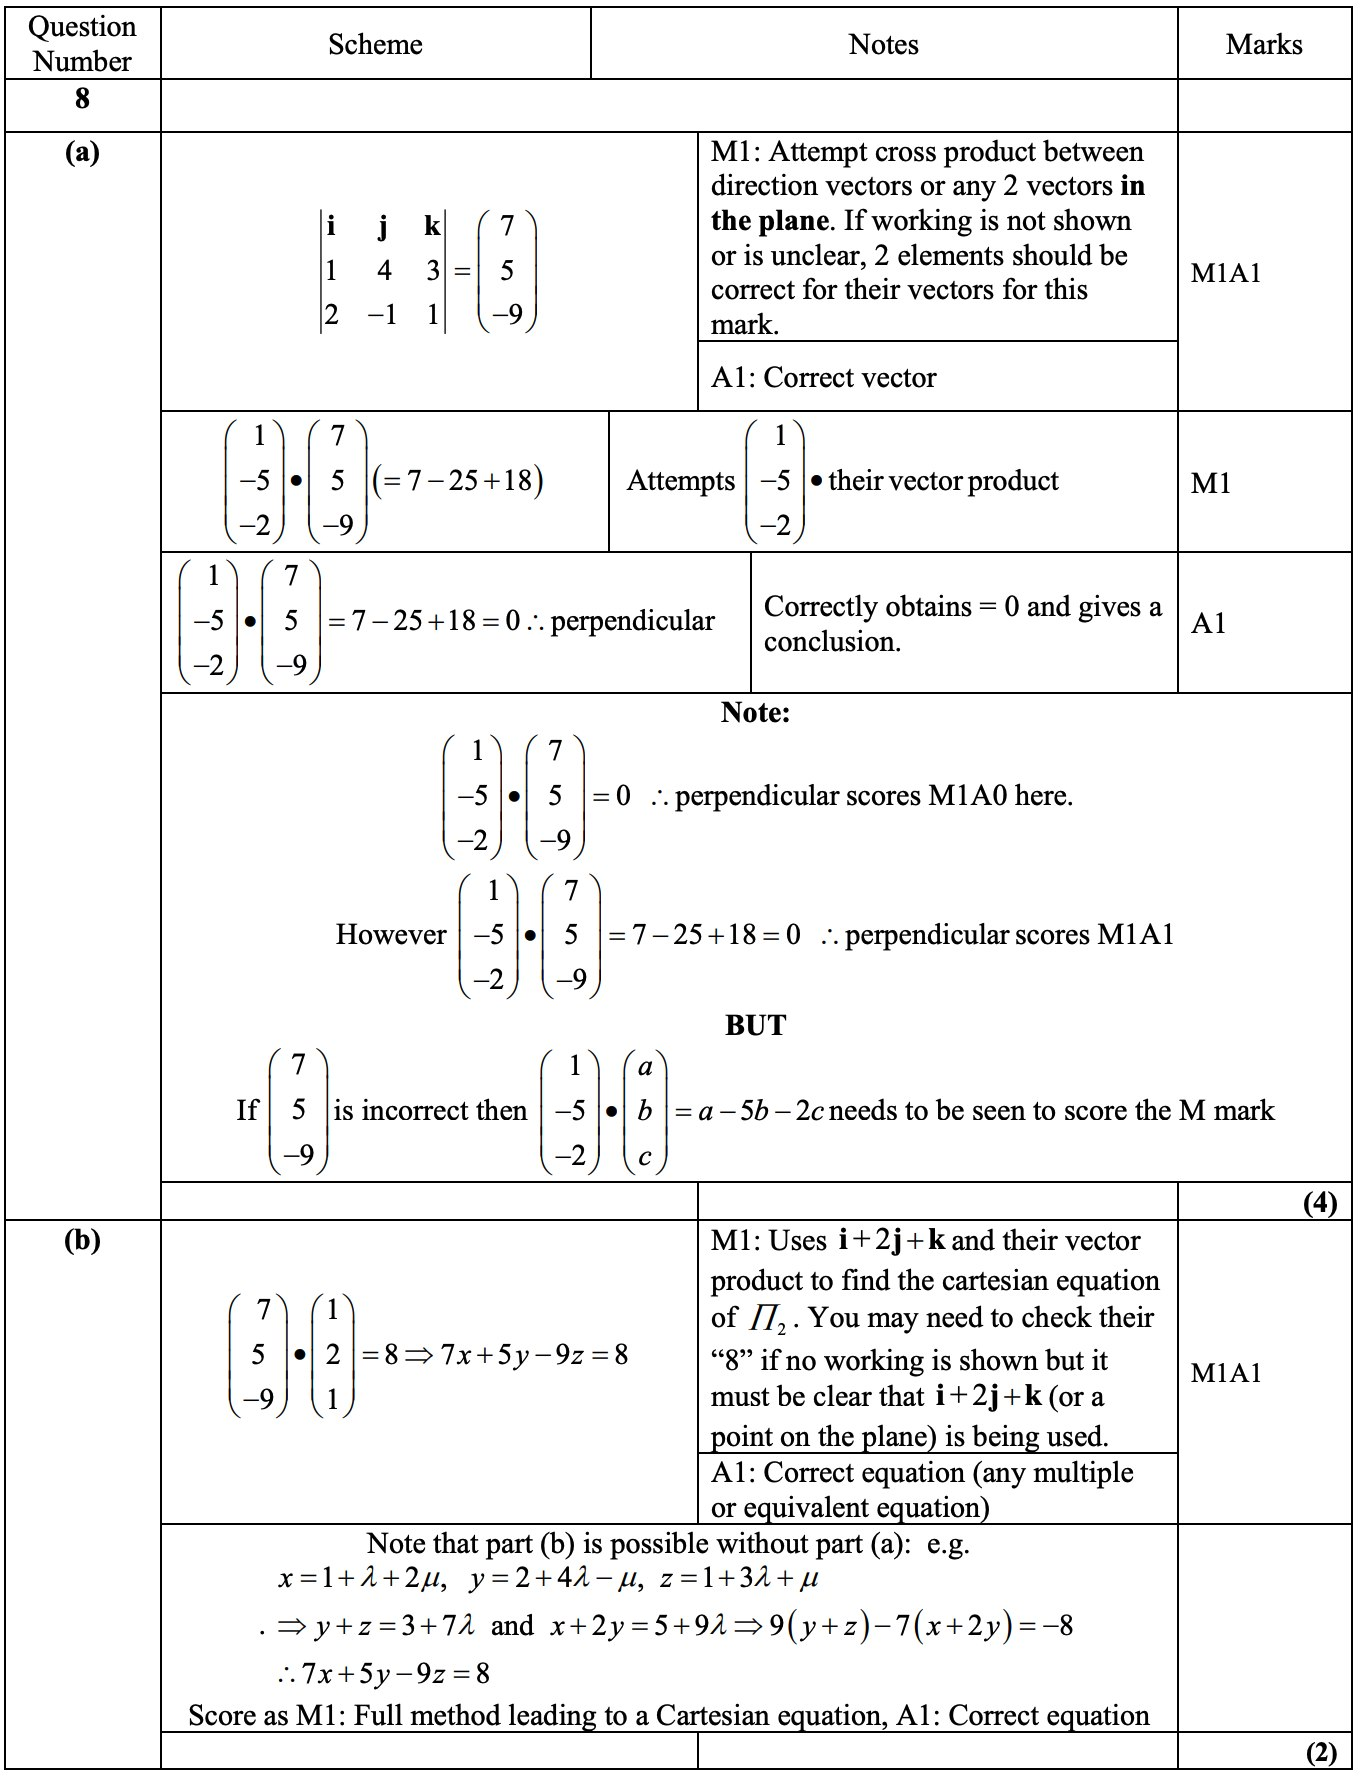 Question Number Scheme Notes Marks
8
(a)
| i j k |
| 1 4 3 | = ( 7 5 −9 )
| 2 −1 1 |
M1: Attempt cross product between
direction vectors or any 2 vectors in
the plane. If working is not shown
or is unclear, 2 elements should be
correct for their vectors for this
mark.
A1: Correct vector
M1A1
( 1 −5 −2 ) • ( 7 5 −9 ) (= 7 − 25 + 18)
Attempts ( 1 −5 −2 ) • their vector product
M1
( 1 −5 −2 ) • ( 7 5 −9 ) = 7 − 25 + 18 = 0 ∴ perpendicular
Correctly obtains = 0 and gives a
conclusion.
A1
Note:
( 1 −5 −2 ) • ( 7 5 −9 ) = 0 ∴ perpendicular scores M1A0 here.
However ( 1 −5 −2 ) • ( 7 5 −9 ) = 7 − 25 + 18 = 0 ∴ perpendicular scores M1A1
BUT
If ( 7 5 −9 ) is incorrect then ( 1 −5 −2 ) • ( a b c ) = a − 5b − 2c needs to be seen to score the M mark
(4)
(b)
( 7 5 −9 ) • ( 1 2 1 ) = 8 ⇒ 7x + 5y − 9z = 8
M1: Uses i + 2j + k and their vector
product to find the cartesian equation
of Π₂. You may need to check their
“8” if no working is shown but it
must be clear that i + 2j + k (or a
point on the plane) is being used.
A1: Correct equation (any multiple
or equivalent equation)
M1A1
Note that part (b) is possible without part (a): e.g.
x = 1 + λ + 2μ, y = 2 + 4λ − μ, z = 1 + 3λ + μ
. ⇒ y + z = 3 + 7λ and x + 2y = 5 + 9λ ⇒ 9(y + z) − 7(x + 2y) = −8
∴ 7x + 5y − 9z = 8
Score as M1: Full method leading to a Cartesian equation, A1: Correct equation
(2)